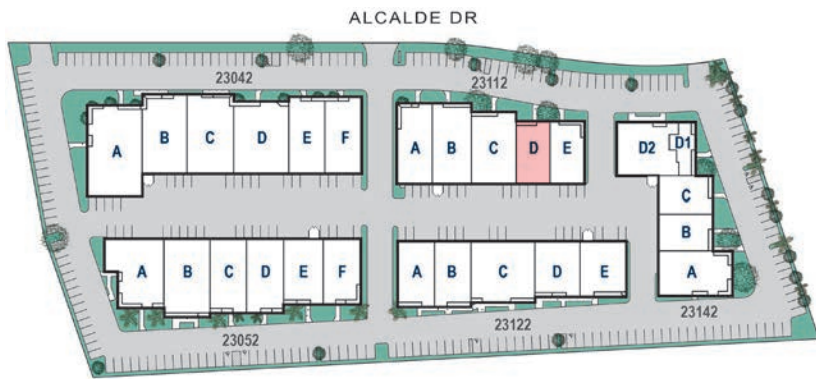 ALCALDE DR
23042
23112
A B C D E F
A B C D E
D2 D1
C
B
A
A B C D E F
A B C D E
23052
23122
23142